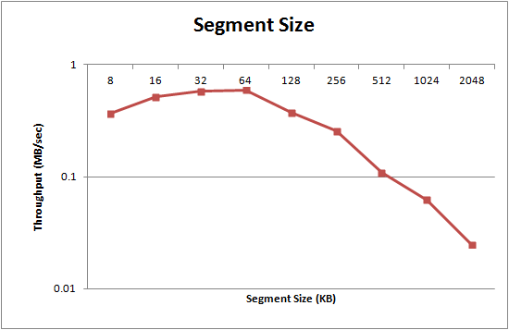 Segment Size
1
8 16 32 64 128 256 512 1024 2048
Throughput (MB/sec)
0.1
0.01
Segment Size (KB)